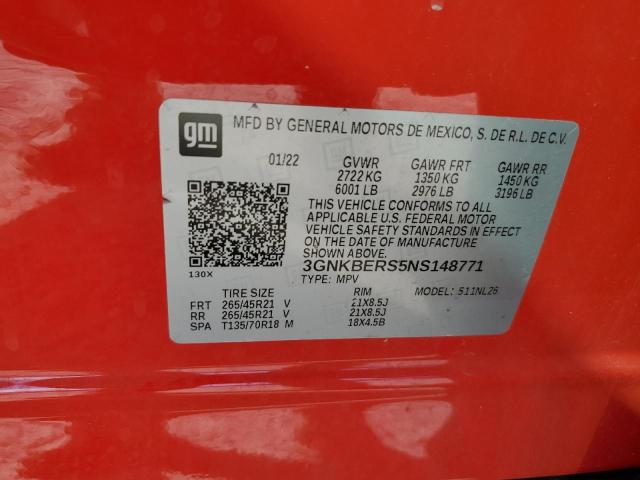 gm
MFD BY GENERAL MOTORS DE MEXICO, S. DE R.L. DE C.V.
01/22 GVWR GAWR FRT GAWR RR
2722 KG 1350 KG 1450 KG
6001 LB 2976 LB 3196 LB
THIS VEHICLE CONFORMS TO ALL
APPLICABLE U.S. FEDERAL MOTOR
VEHICLE SAFETY STANDARDS IN
EFFECT ON THE DATE OF MANUFACTURE
SHOWN ABOVE.
3GNKBERS5NS148771
130X
TYPE: MPV MODEL: 511NL26
TIRE SIZE RIM
FRT 265/45R21 V 21X8.5J
RR 265/45R21 V 21X8.5J
SPA T135/70R18 M 18X4.5B